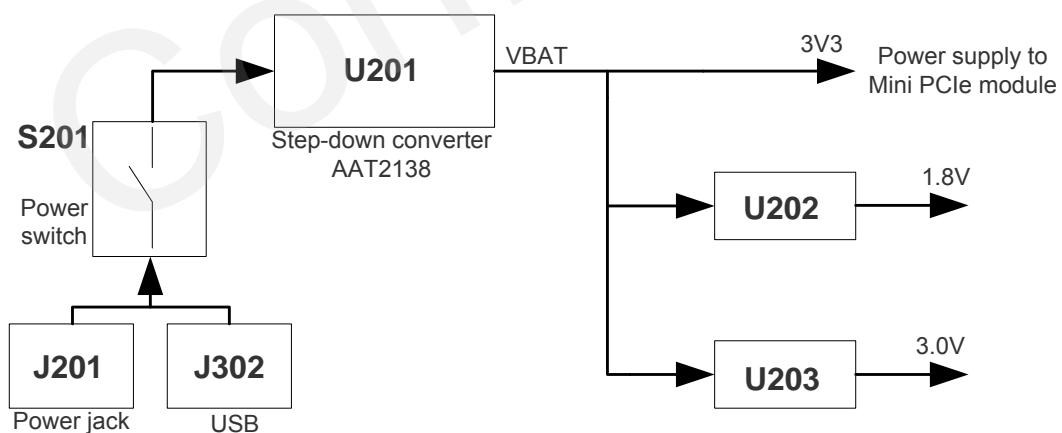 U201
VBAT
3V3
Power supply to
Mini PCIe module
S201
Step-down converter
AAT2138
Power
switch
1.8V
U202
J201
J302
3.0V
U203
Power jack
USB